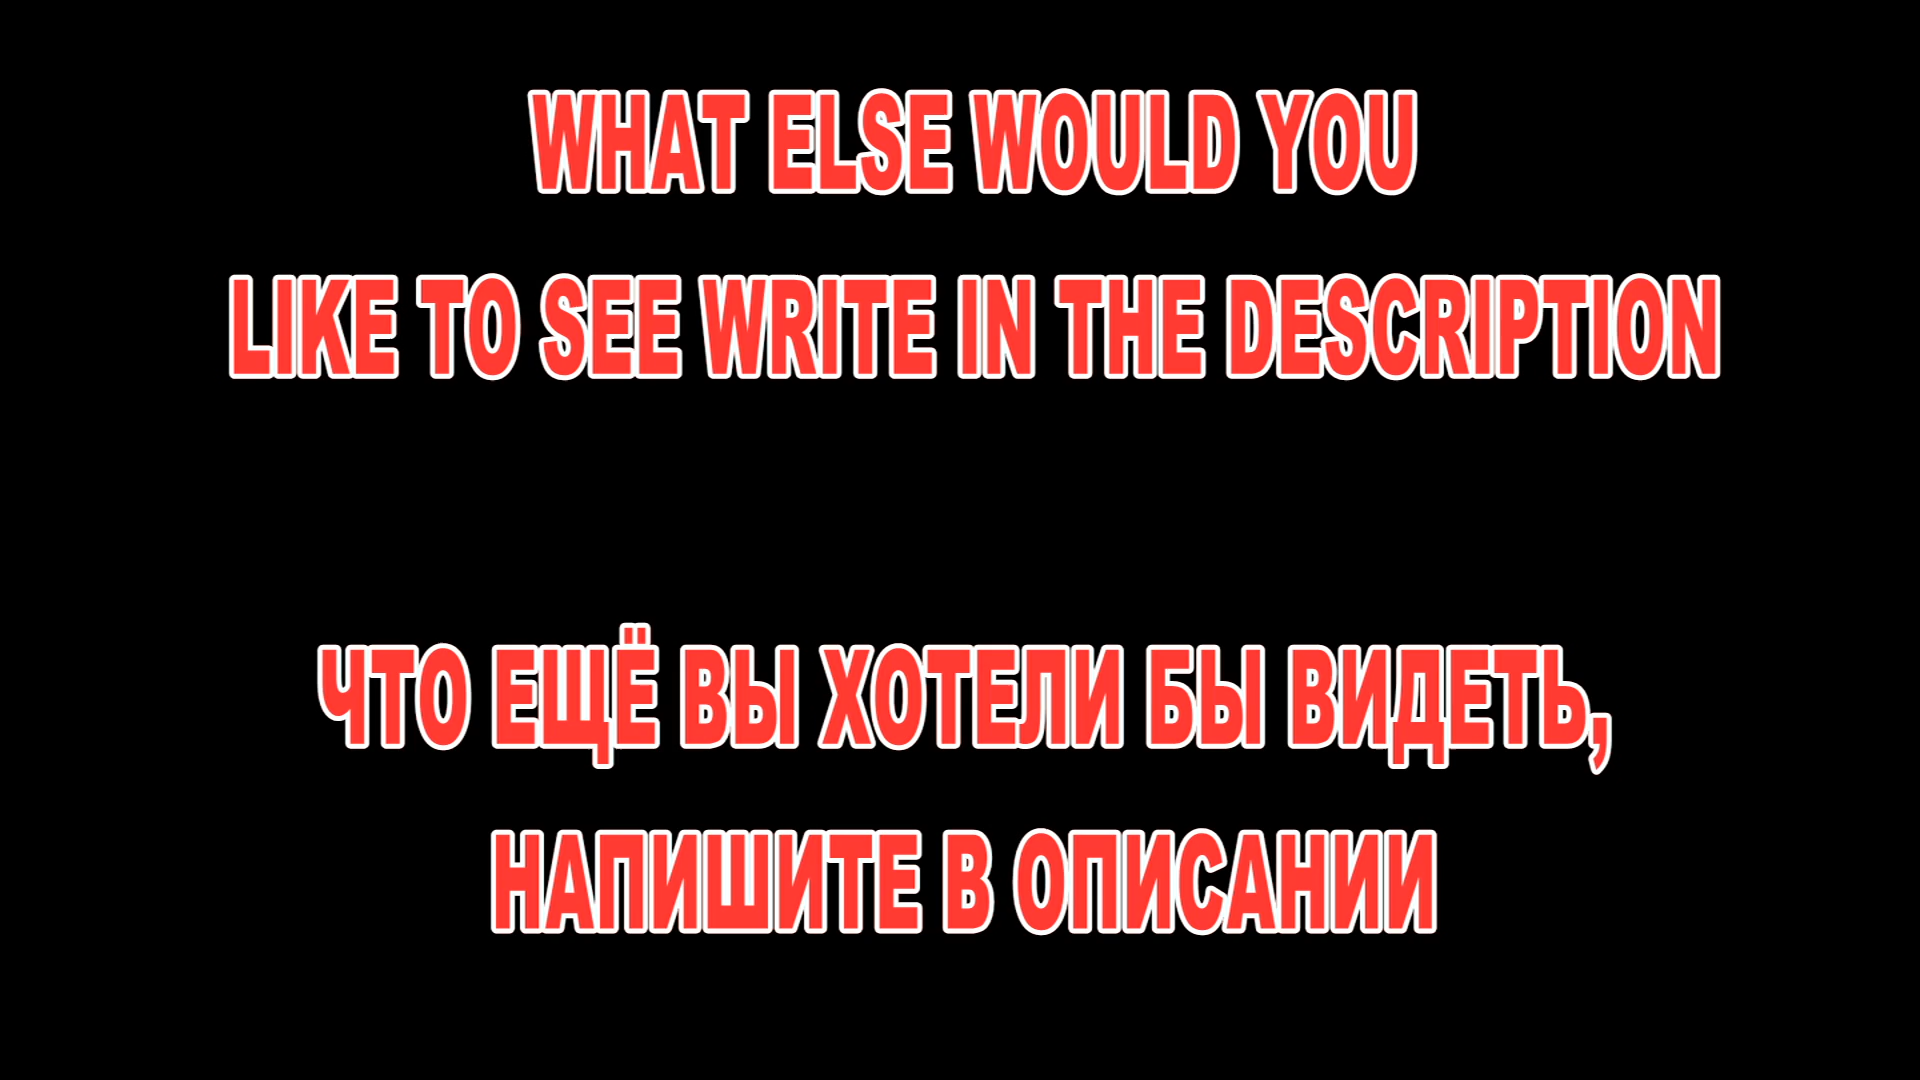 WHAT ELSE WOULD YOU
LIKE TO SEE WRITE IN THE DESCRIPTION
ЧТО ЕЩЁ ВЫ ХОТЕЛИ БЫ ВИДЕТЬ,
НАПИШИТЕ В ОПИСАНИИ